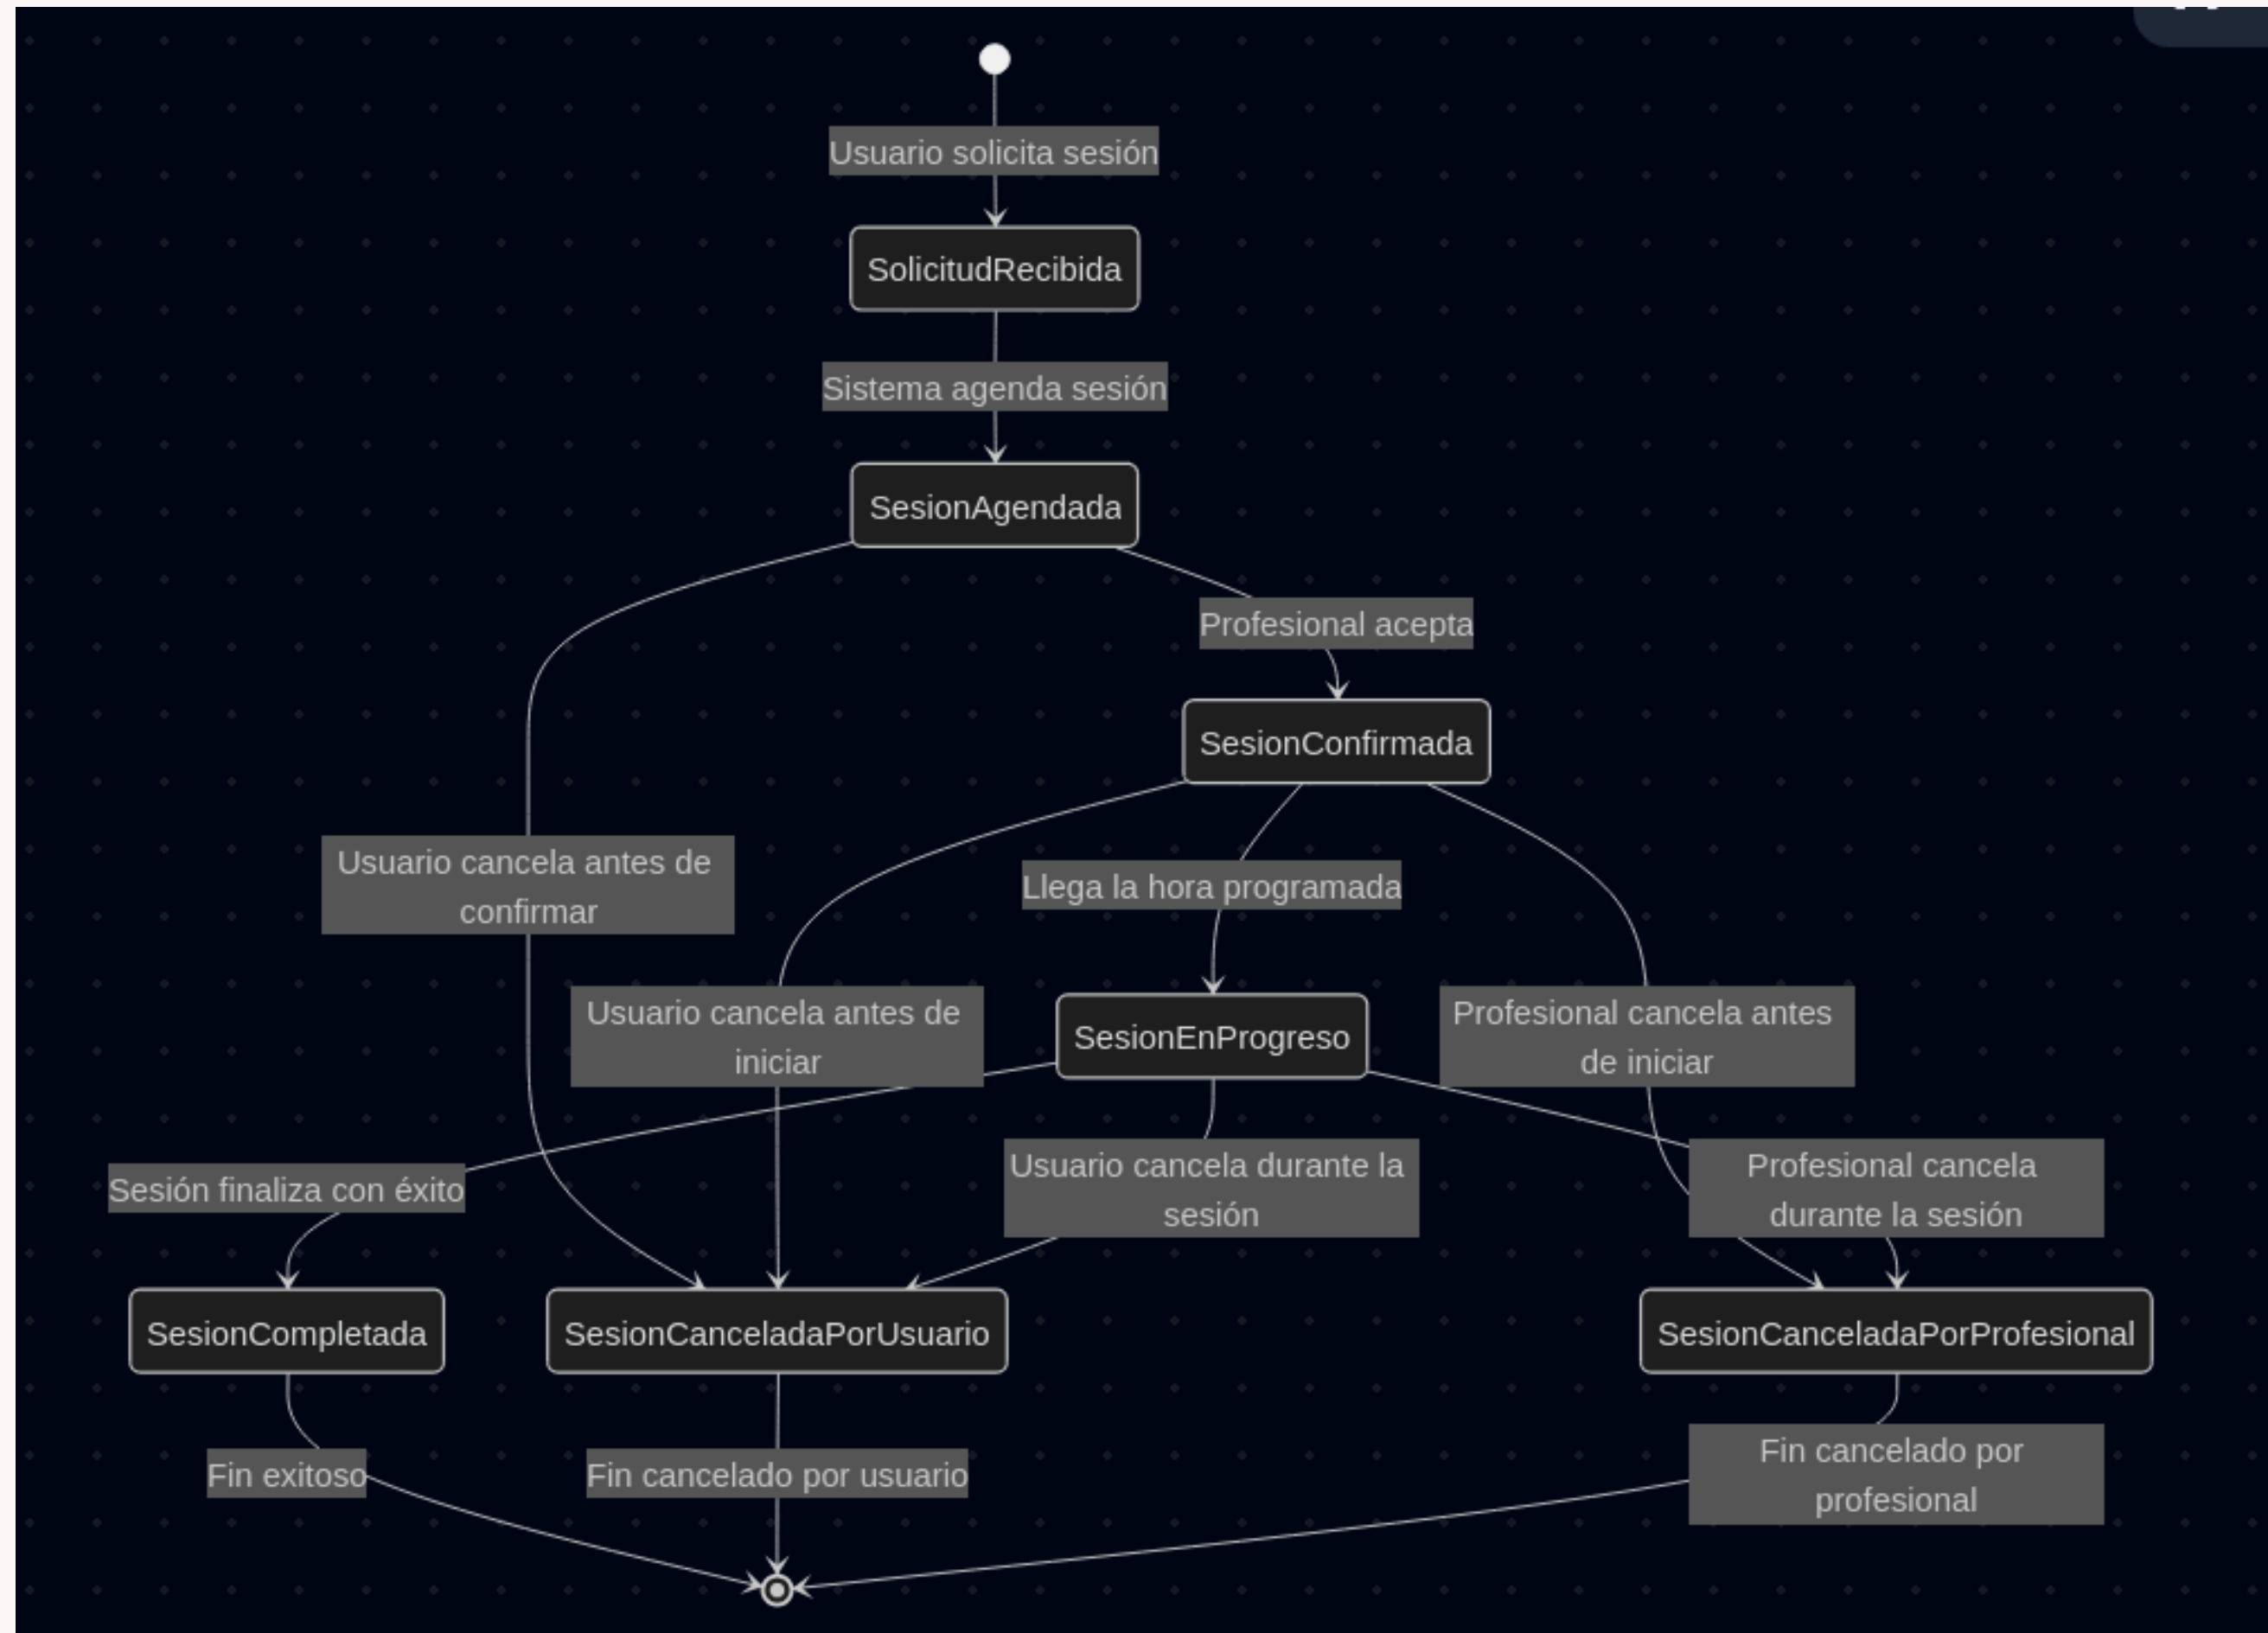 Usuario solicita sesión
SolicitudRecibida
Sistema agenda sesión
SesionAgendada
Profesional acepta
SesionConfirmada
Usuario cancela antes de
confirmar
Llega la hora programada
Usuario cancela antes de
iniciar
SesionEnProgreso
Profesional cancela antes
de iniciar
Sesión finaliza con éxito
Usuario cancela durante la
sesión
Profesional cancela
durante la sesión
SesionCompletada
SesionCanceladaPorUsuario
SesionCanceladaPorProfesional
Fin exitoso
Fin cancelado por usuario
Fin cancelado por
profesional